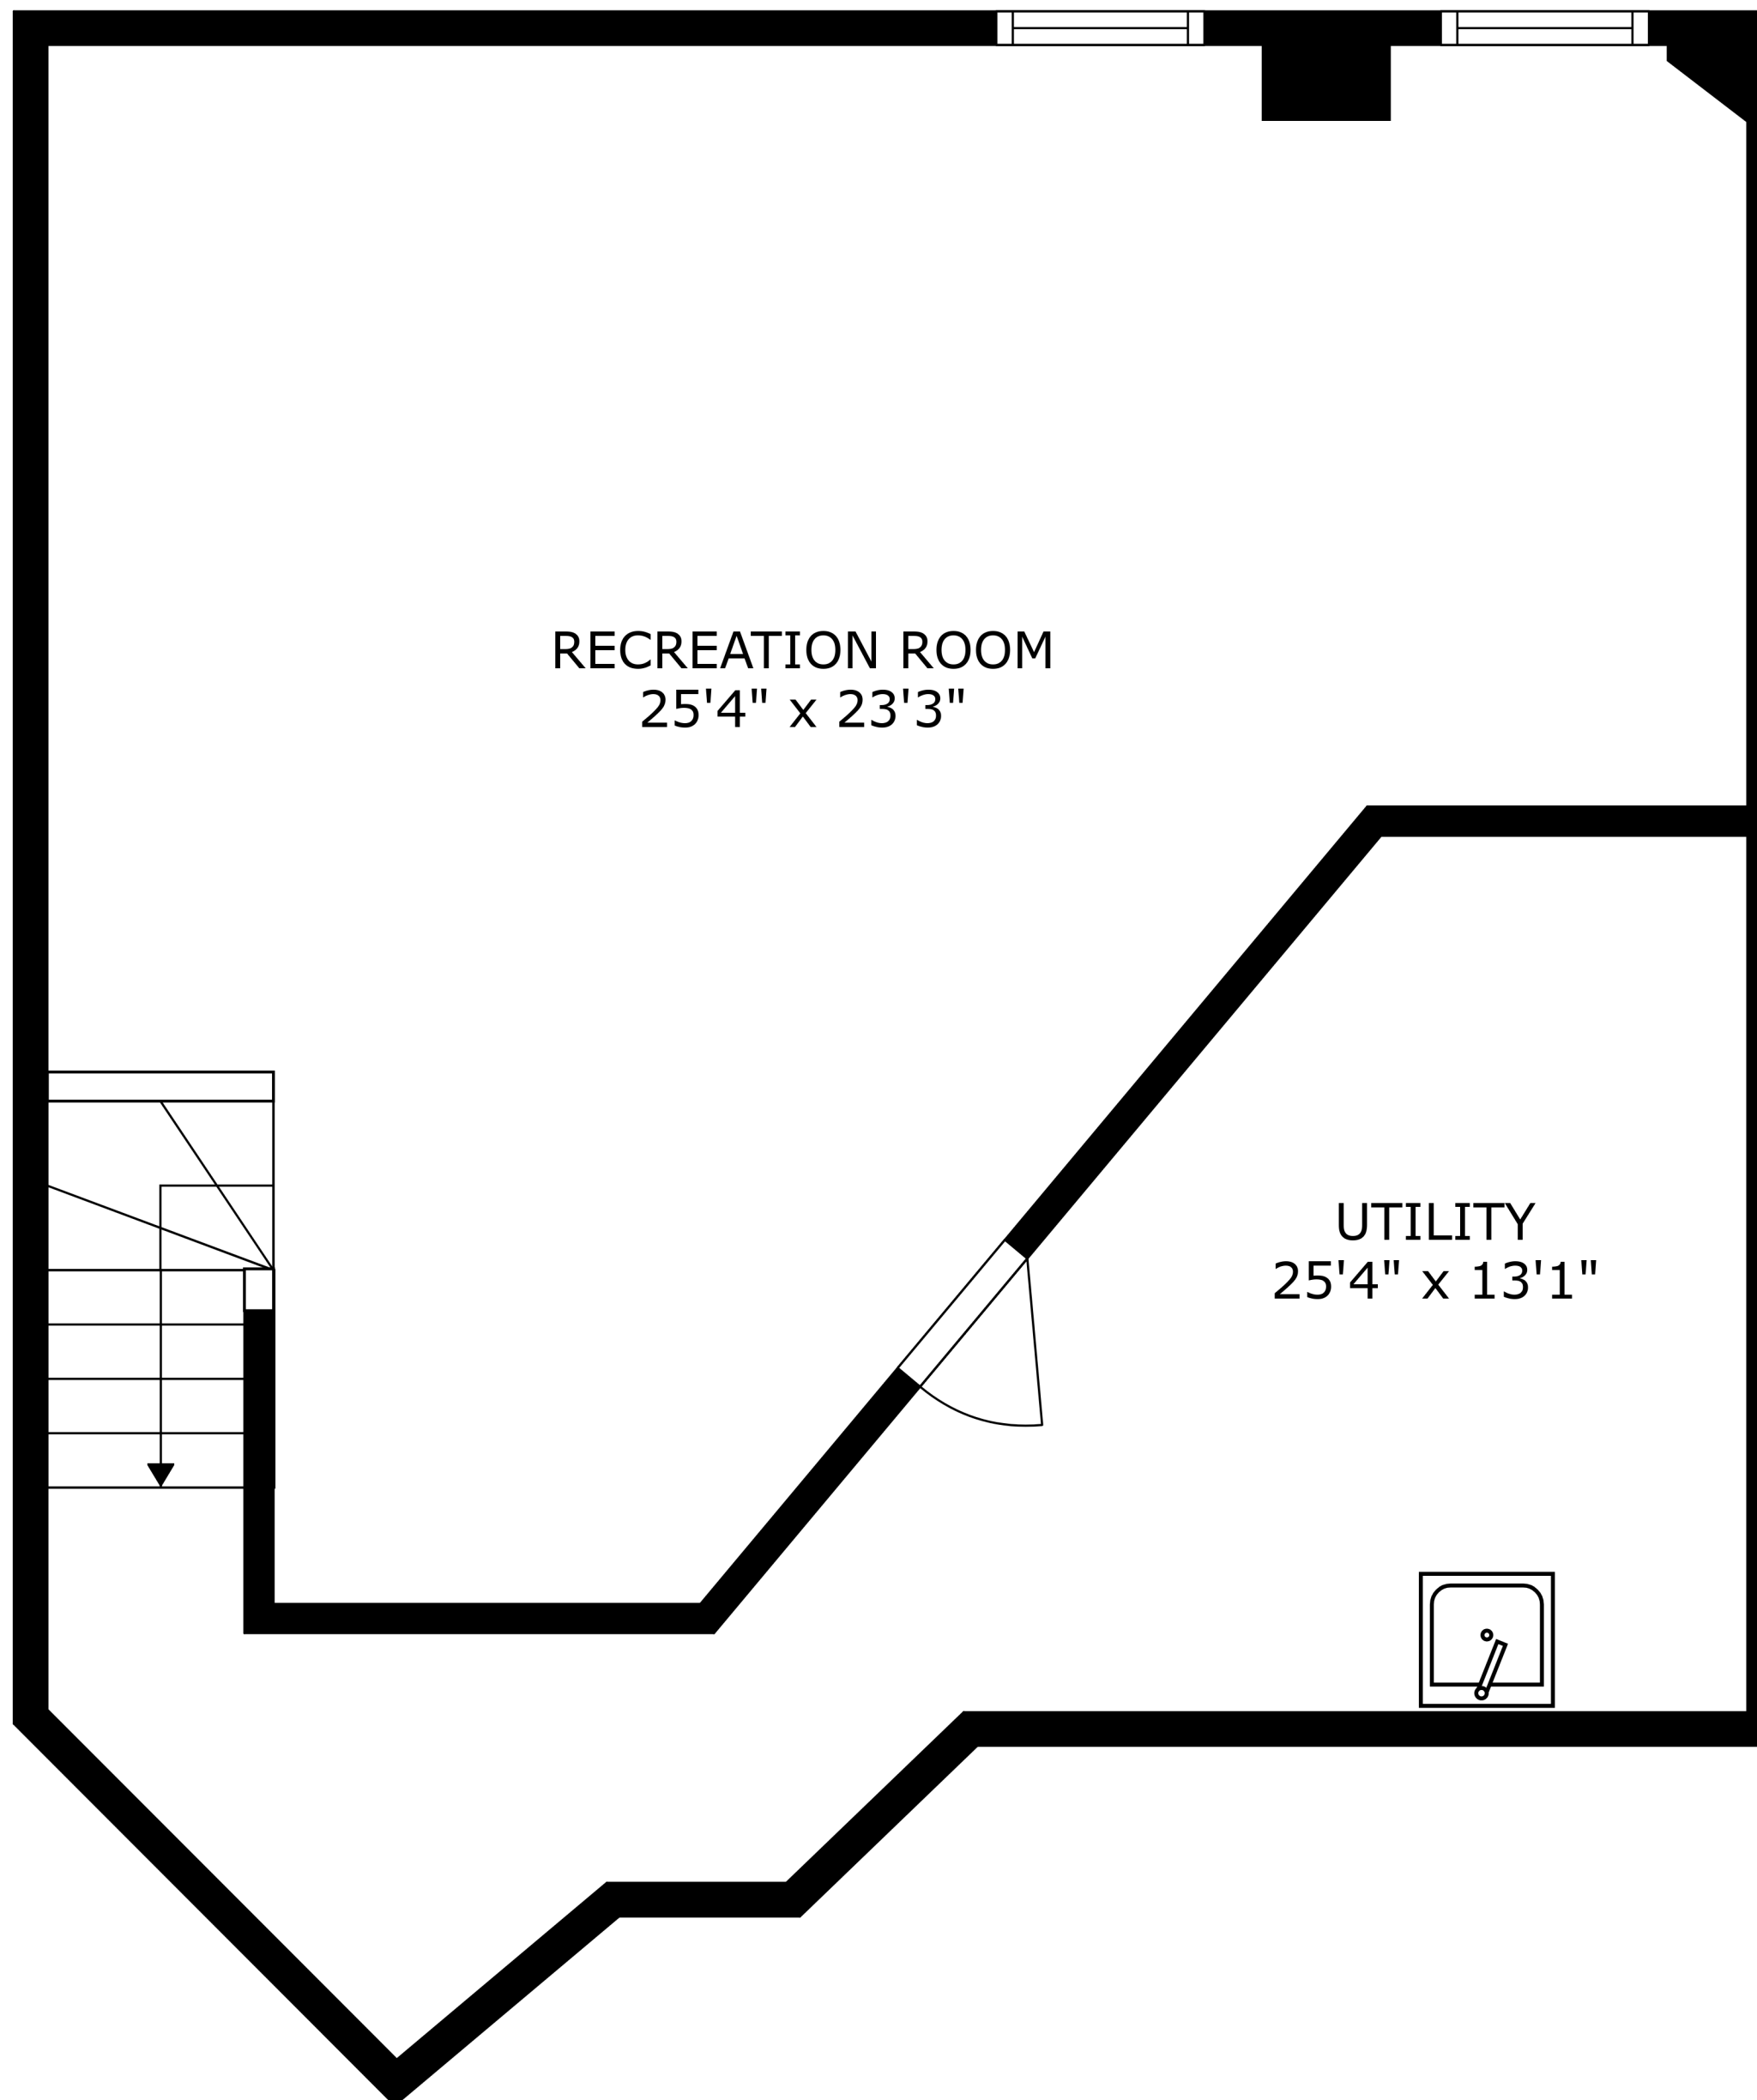 RECREATION ROOM
25'4" x 23'3"
UTILITY
25'4" x 13'1"